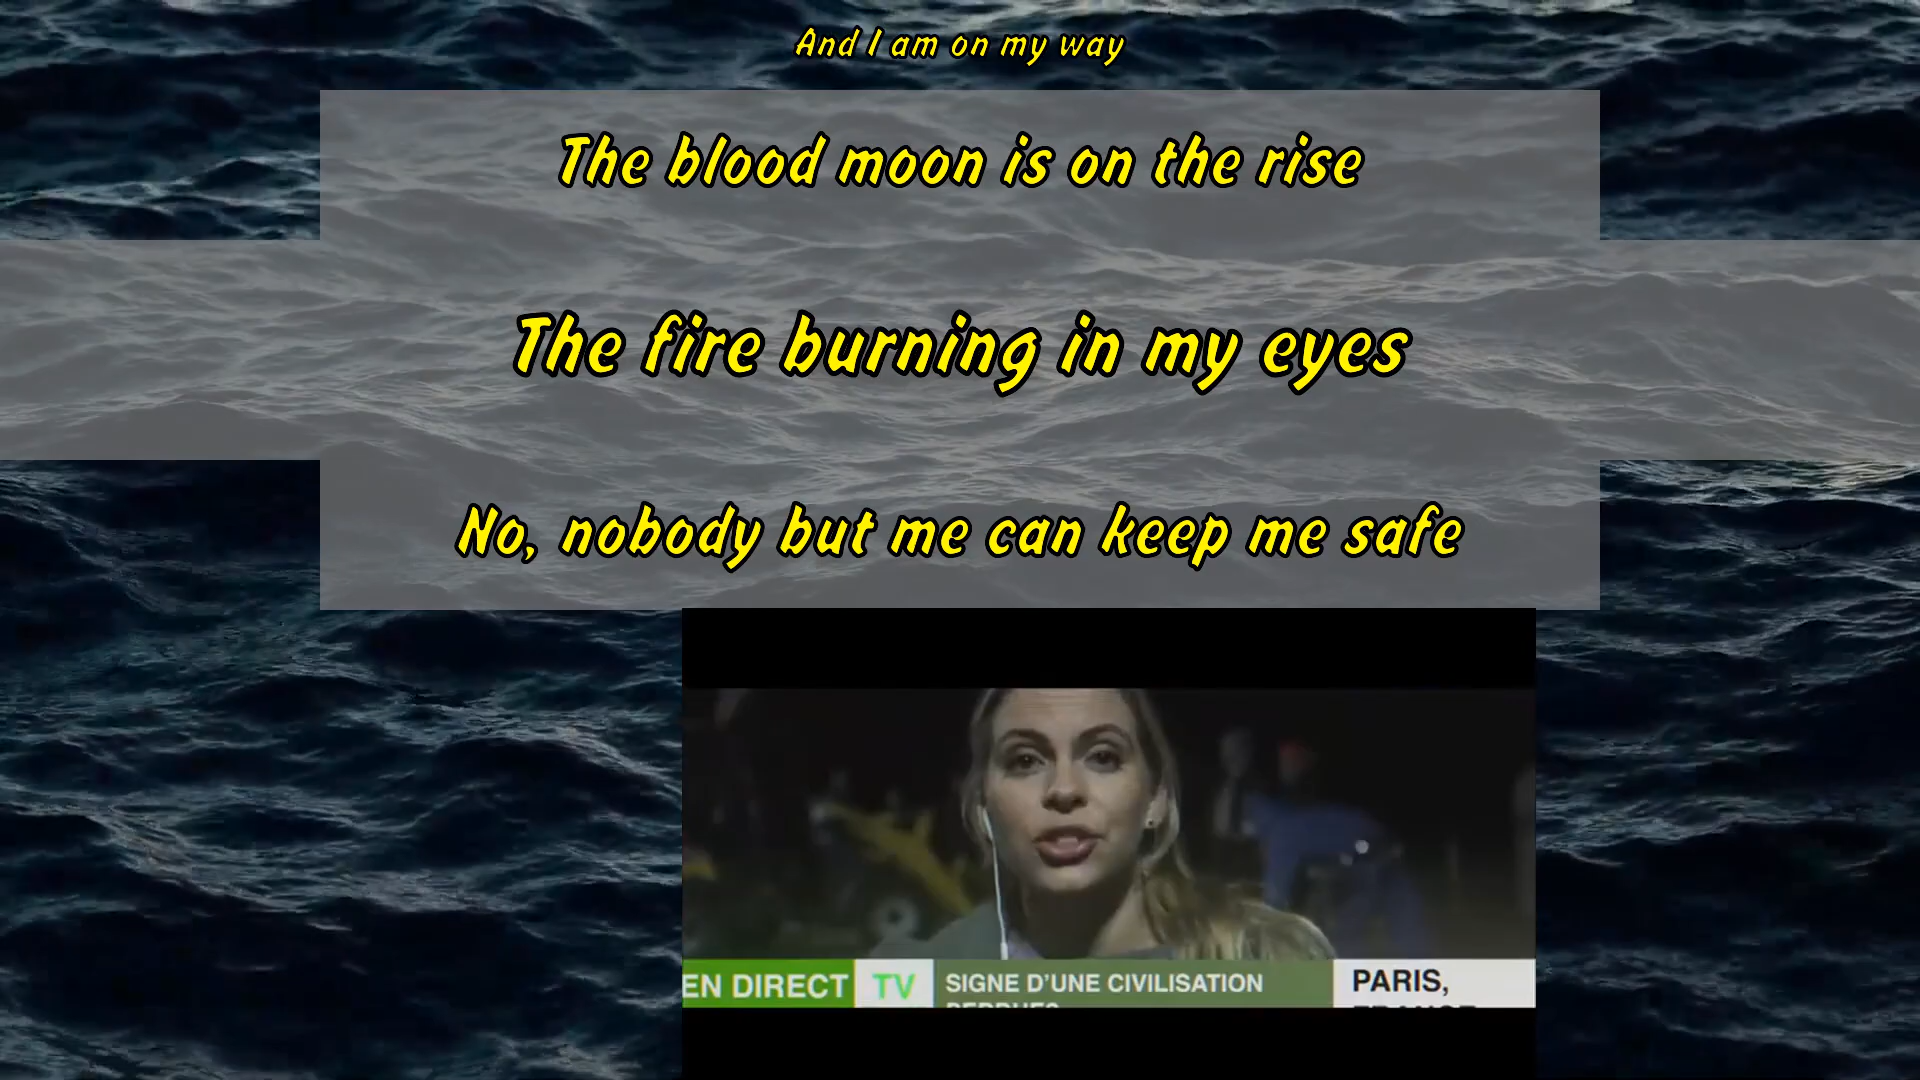 And I am on my way
The blood moon is on the rise
The fire burning in my eyes
No, nobody but me can keep me safe
EN DIRECT
TV
SIGNE D'UNE CIVILISATION
PARIS,